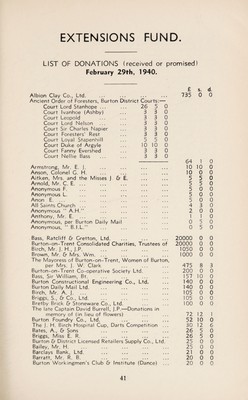 EXTENSIONS FUND.
LIST OF DONATIONS (received or promised)
February 29th, 1940.
£ s. d.
Albion Clay Co., Ltd. ... ... ... ... 735 0 0
Ancient Order of Foresters, Burton District Courts:—
Court Lord Stanhope ... ... 26 5 0
Court Ivanhoe (Ashby) ... 3 3 0
Court Leopold ... ... 3 3 0
Court Lord Nelson ... ... 3 3 0
Court Sir Charles Napier ... 3 3 0
Court Foresters' Rest ... 3 3 0
Court Loyal Stapenhill ... 5 5 0
Court Duke of Argyle ... 10 10 0
Court Fanny Evershed ... 3 3 0
Court Nellie Bass ... ... 3 3 0
64 1 0
Armstrong, Mr. E. J. ... ... ... 10 10 0
Anson, Colonel G. H. ... ... ... 10 0 0
Aitken, Mrs. and the Misses J. & E. ... 5 5 0
Arnold, Mr. C. E. ... ... ... 5 5 0
Anonymous F. ... ... ... 5 0 0
Anonymous L. ... ... ... 5 0 0
Anon E. ... ... ... 5 0 0
All Saints Church ... ... ... 4 3 0
Anonymous "A.H." ... ... ... 2 0 0
Anthony, Mr. E. ... ... ... 1 1 0
Anonymous, per Burton Daily Mail ... 0 5 0
Anonymous, "B.I.L." ... ... ... 0 5 0
Bass, Ratcliff & Gretton, Ltd. ... ... 20000 0 0
Burton-on-Trent Consolidated Charities, Trustees of 20000 0 0
Birch, Mr. J. H., J.P. ... ... ... 1050 0 0
Brown, Mr. & Mrs. Wm. ... ... ... 1000 0 0
The Mayoress of Burton-on-Trent, Women of Burton,
per Mrs. J. W. Clark ... ... 475 8 3
Burton-on-Trent Co-operative Society Ltd. ... 200 0 0
Bass, Sir William, Bt. ... ... ... 157 10 0
Burton Constructional Engineering Co., Ltd. ... 140 0 0
Burton Daily Mail Ltd. ... ... ... 140 0 0
Birch, Mr. A. J. ... ... ... 105 0 0
Briggs, S., & Co., Ltd. ... ... ... 105 0 0
Bretby Brick & Stoneware Co., Ltd. ... 100 0 0
The late Captain David Burnell, J.P.—Donations in
memory of (in lieu of flowers) ... 72 12 1
Burton Foundry Co., Ltd. ... ... 52 10 0
The J. H. Birch Hospital Cup, Darts Competition 30 12 6
Bates, A., & Sons ... ... ... 26 5 0
Briggs, Miss E. R. ... ... ... 26 5 0
Burton & District Licensed Retailers Supply Co., Ltd. 25 0 0
Bailey, Mr. H. ... ... ... 25 0 0
Barclays Bank, Ltd. ... ... ... 21 0 0
Barratt, Mr. R. R. ... ... ... 20 0 0
Burton Workingmen's Club & Institute (Dance) ... 20 0 0
41